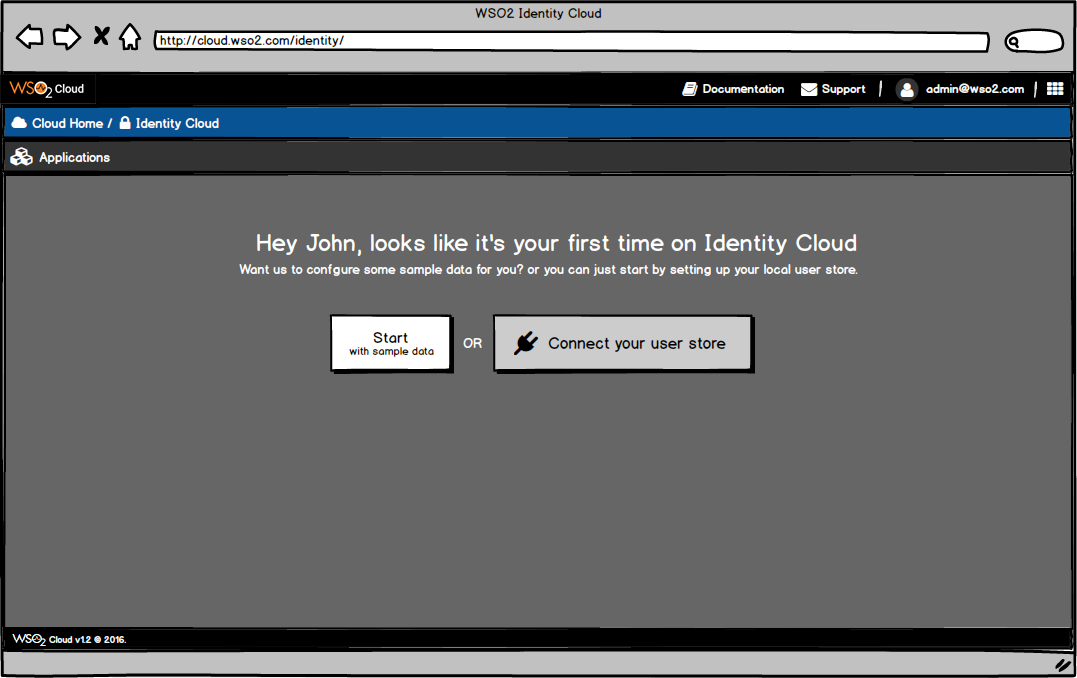 WSO2 Identity Cloud
http://cloud.wso2.com/identity/
WSO2 Cloud Documentation Support | admin@wso2.com |
Cloud Home / Identity Cloud
Applications
Hey John, looks like it's your first time on Identity Cloud
Want us to confgure some sample data for you? or you can just start by setting up your local user store.
Start
with sample data
OR
Connect your user store
WSO2 Cloud v1.2 © 2016.